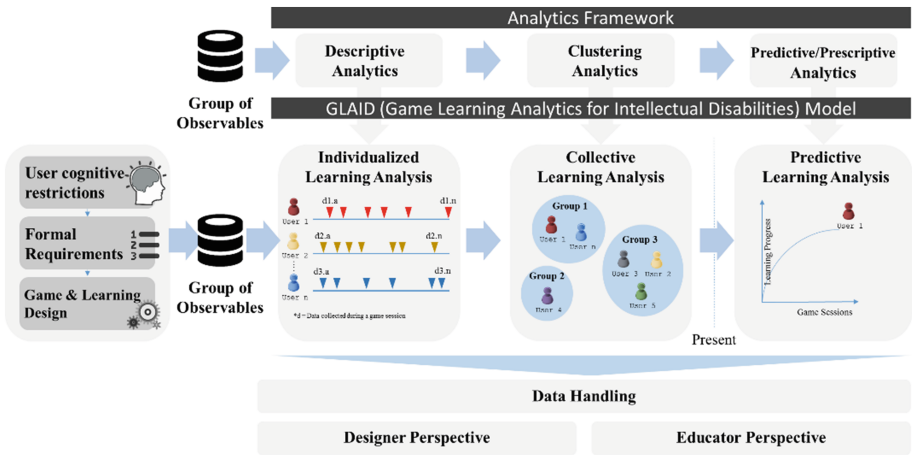 Analytics Framework
Group of
Observables
Descriptive
Analytics
Clustering
Analytics
Predictive/Prescriptive
Analytics
GLAID (Game Learning Analytics for Intellectual Disabilities) Model
User cognitive
restrictions
Formal
Requirements
1
2
3
Game & Learning
Design
Group of
Observables
Individualized
Learning Analysis
d1.a
d1.n
User 1
d2.a
d2.n
User 2
d3.a
d3.n
User n
*d = Data collected during a game session
Collective
Learning Analysis
Group 1
User 1
User n
Group 3
User 3
User 2
User 5
Group 2
User 4
Present
Predictive
Learning Analysis
Learning Progress
User 1
Game Sessions
Data Handling
Designer Perspective
Educator Perspective